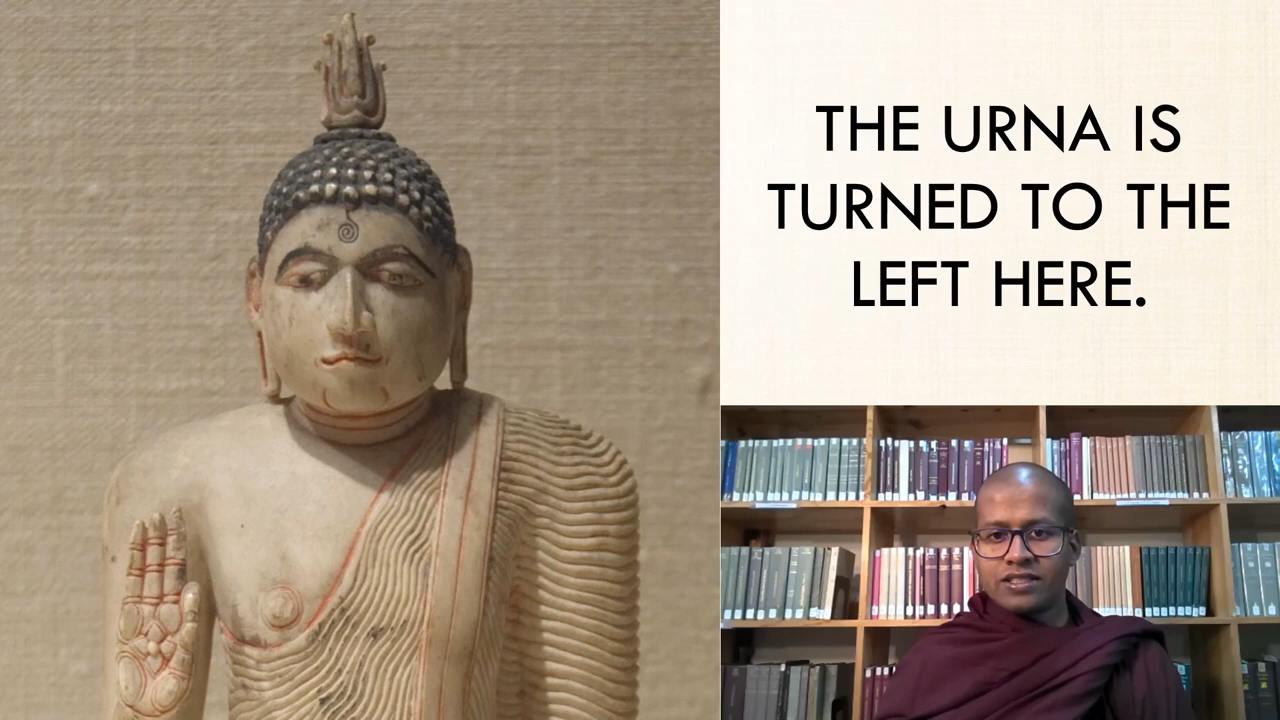 THE URNA IS
TURNED TO THE
LEFT HERE.